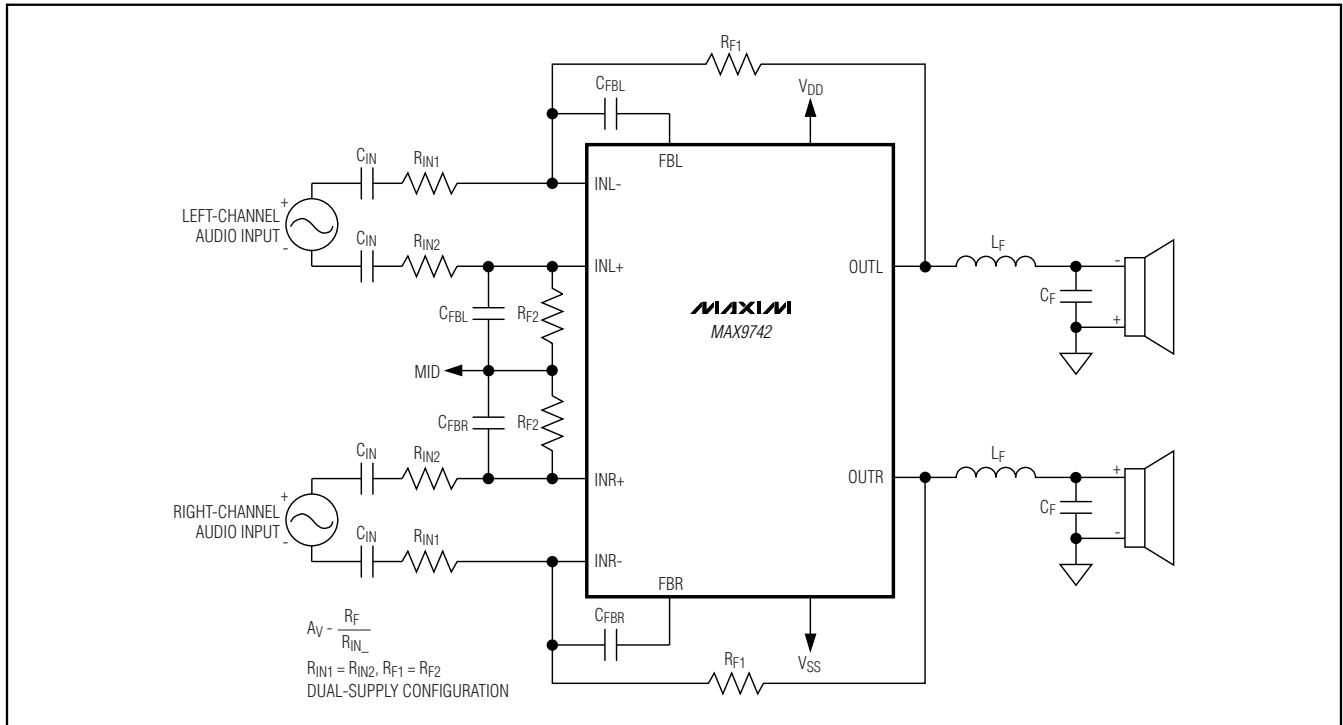 RF1
CFBL
VDD
FBL
CIN
RIN1
INL-
+
LEFT-CHANNEL
AUDIO INPUT
-
CIN
RIN2
INL+
OUTL
LF
-
CF
+
CFBL
RF2
MAXIM
MAX9742
MID
CFBR
RF2
CIN
RIN2
INR+
OUTR
LF
+
CF
-
+
RIGHT-CHANNEL
AUDIO INPUT
-
CIN
RIN1
INR-
FBR
CFBR
VSS
RF1
AV - RF
RIN_
RIN1 = RIN2, RF1 = RF2
DUAL-SUPPLY CONFIGURATION